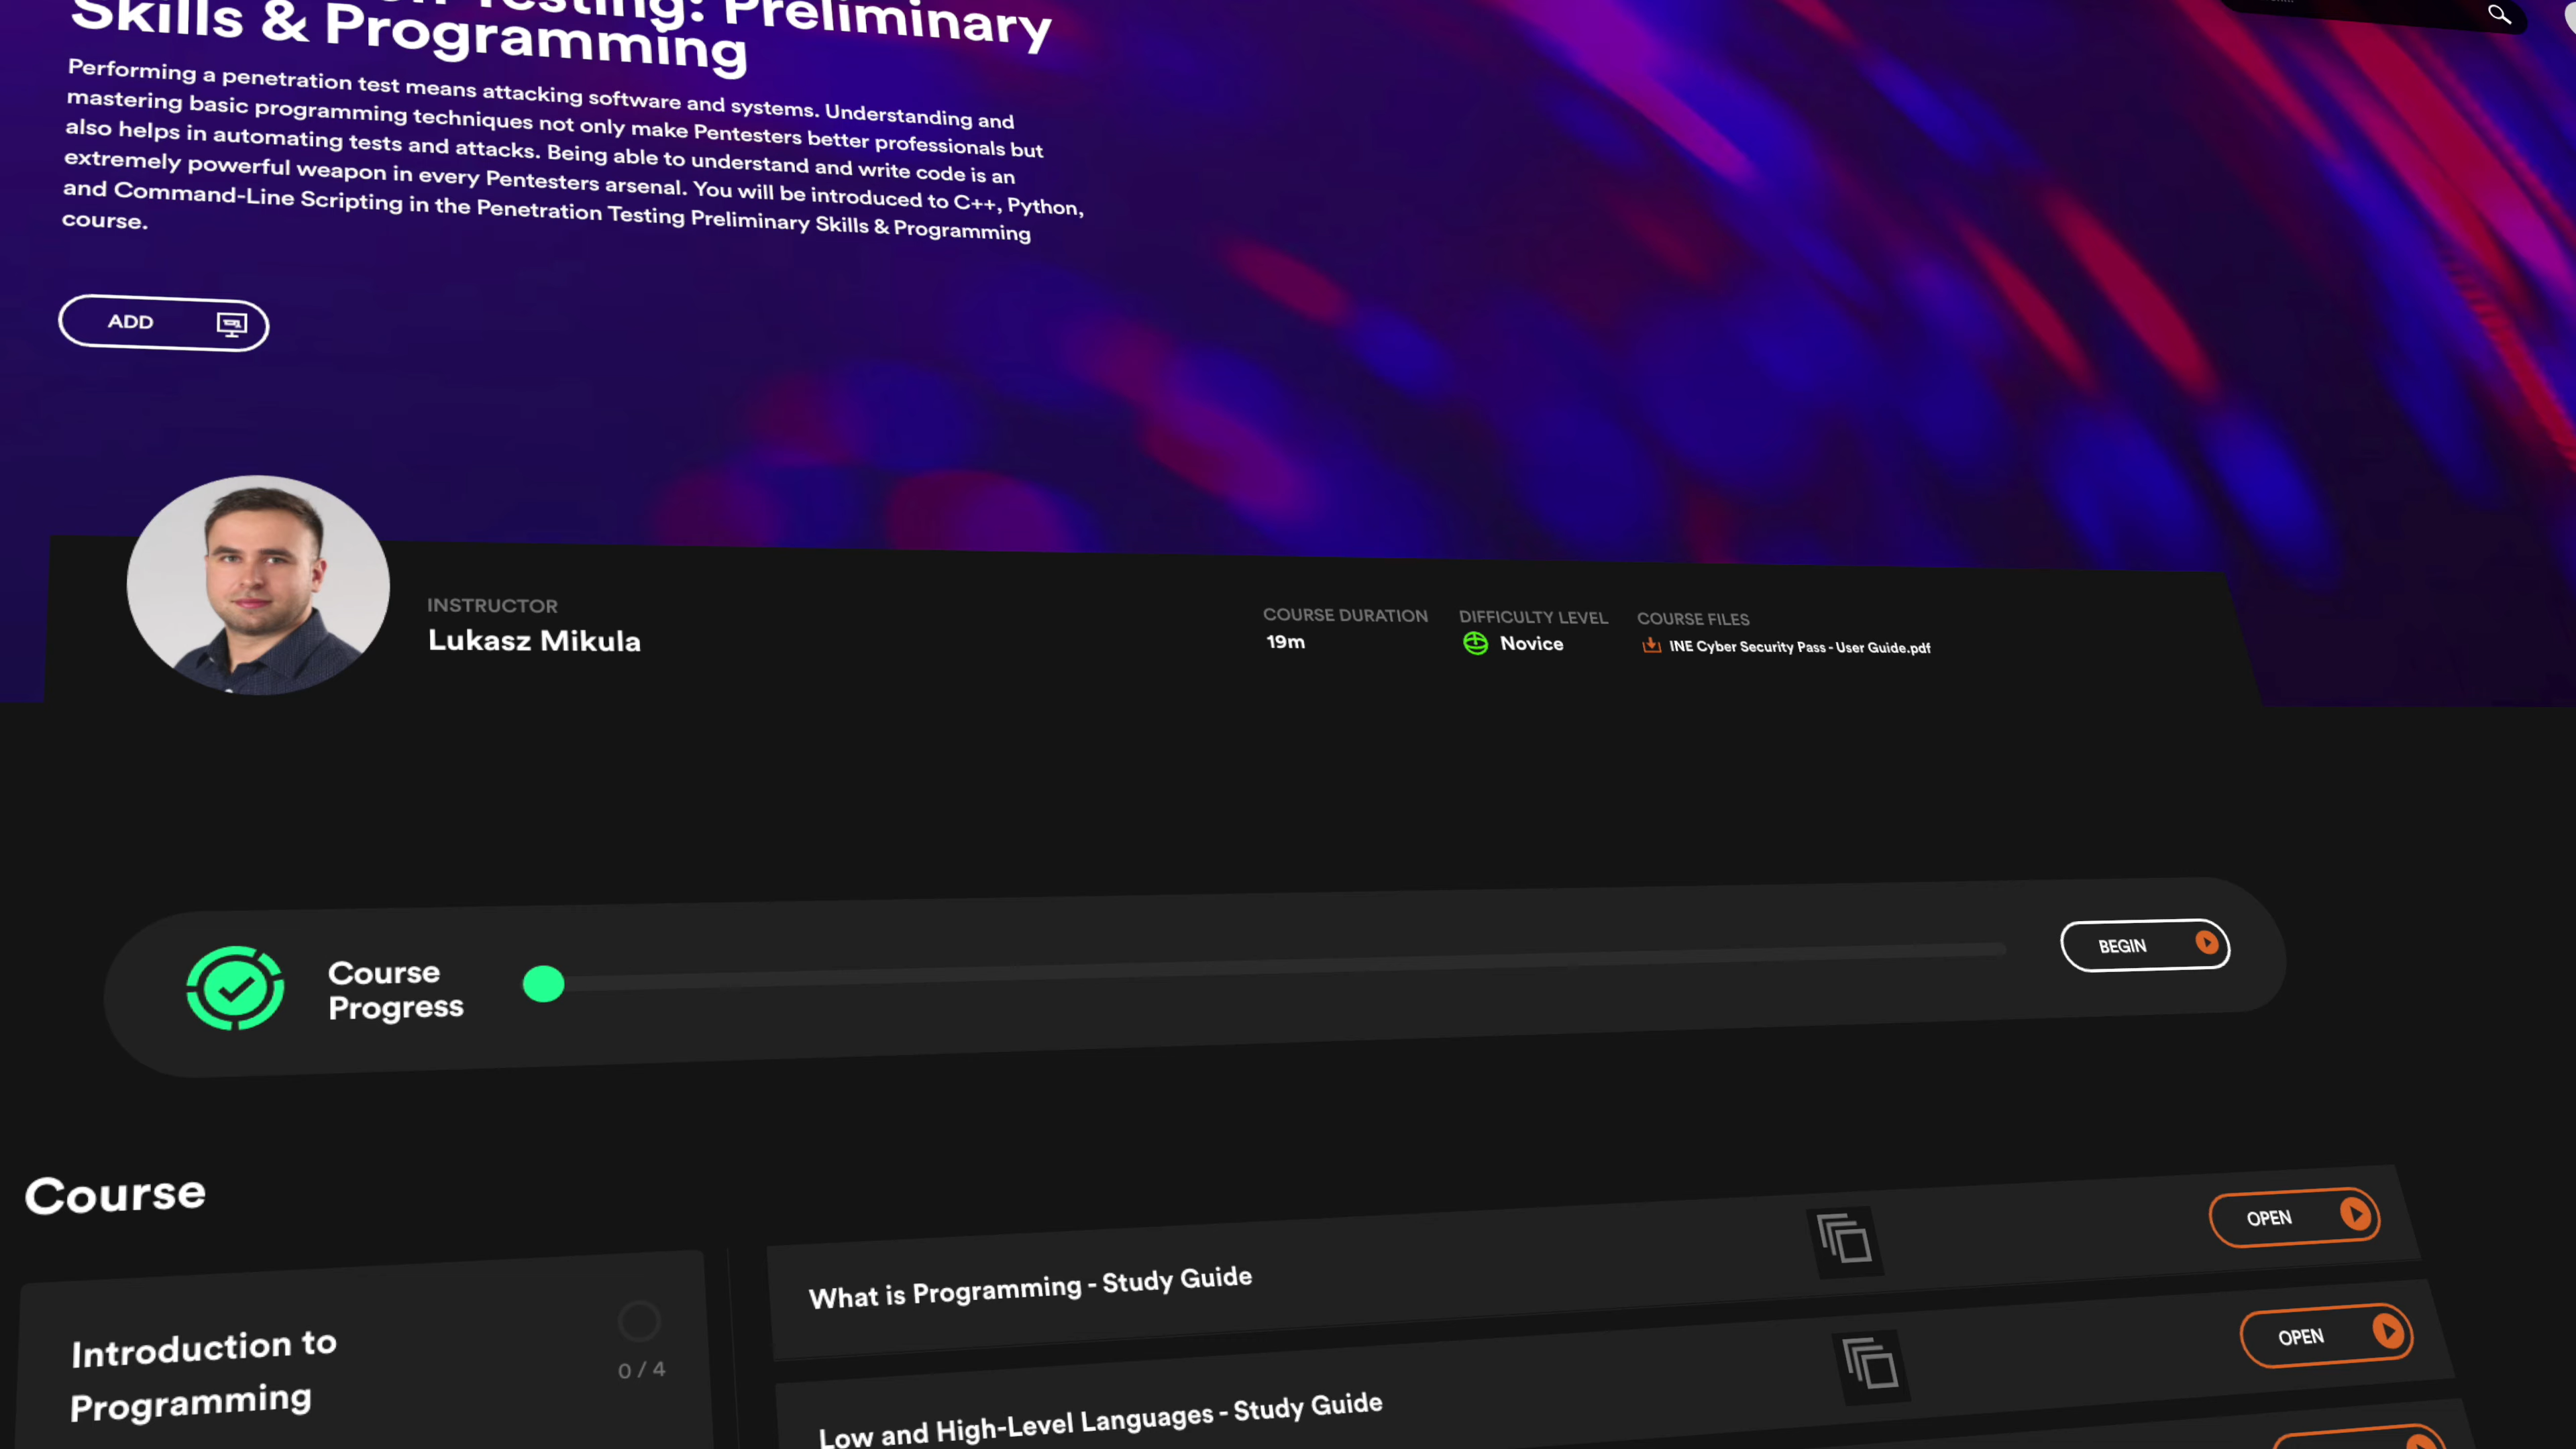 Testing: Preliminary
Skills & Programming
Performing a penetration test means attacking software and systems. Understanding and
mastering basic programming techniques not only make Pentesters better professionals but
also helps in automating tests and attacks. Being able to understand and write code is an
extremely powerful weapon in every Pentesters arsenal. You will be introduced to C++, Python,
and Command-Line Scripting in the Penetration Testing Preliminary Skills & Programming
course.
ADD
INSTRUCTOR
Lukasz Mikula
COURSE DURATION
19m
DIFFICULTY LEVEL
Novice
COURSE FILES
INE Cyber Security Pass - User Guide.pdf
Course
Progress
BEGIN
Course
Introduction to
Programming
0 / 4
What is Programming - Study Guide
OPEN
Low and High-Level Languages - Study Guide
OPEN